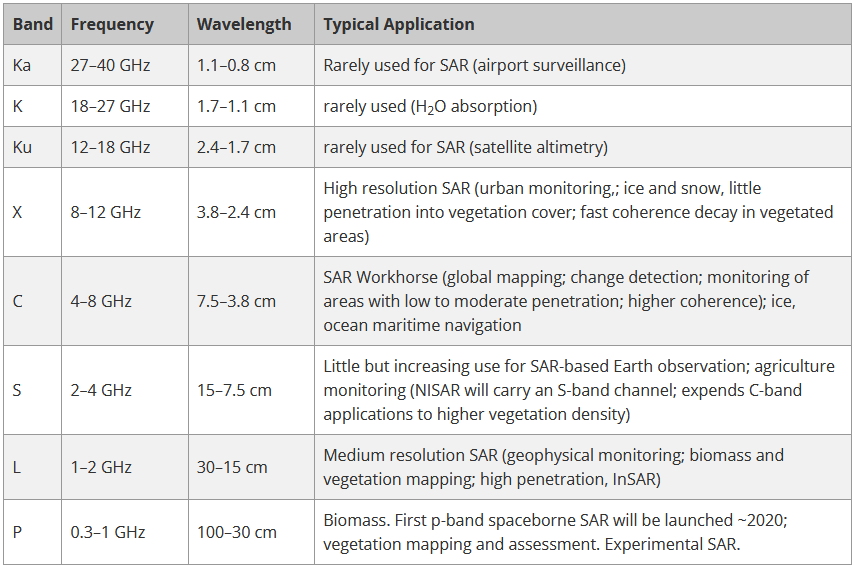 Band Frequency Wavelength Typical Application
Ka 27–40 GHz 1.1–0.8 cm Rarely used for SAR (airport surveillance)
K 18–27 GHz 1.7–1.1 cm rarely used (H₂O absorption)
Ku 12–18 GHz 2.4–1.7 cm rarely used for SAR (satellite altimetry)
High resolution SAR (urban monitoring,; ice and snow, little
X 8–12 GHz 3.8–2.4 cm penetration into vegetation cover; fast coherence decay in vegetated
areas)
SAR Workhorse (global mapping; change detection; monitoring of
C 4–8 GHz 7.5–3.8 cm areas with low to moderate penetration; higher coherence); ice,
ocean maritime navigation
Little but increasing use for SAR-based Earth observation; agriculture
S 2–4 GHz 15–7.5 cm monitoring (NISAR will carry an S-band channel; expends C-band
applications to higher vegetation density)
Medium resolution SAR (geophysical monitoring; biomass and
L 1–2 GHz 30–15 cm vegetation mapping; high penetration, InSAR)
Biomass. First p-band spaceborne SAR will be launched ~2020;
P 0.3–1 GHz 100–30 cm vegetation mapping and assessment. Experimental SAR.